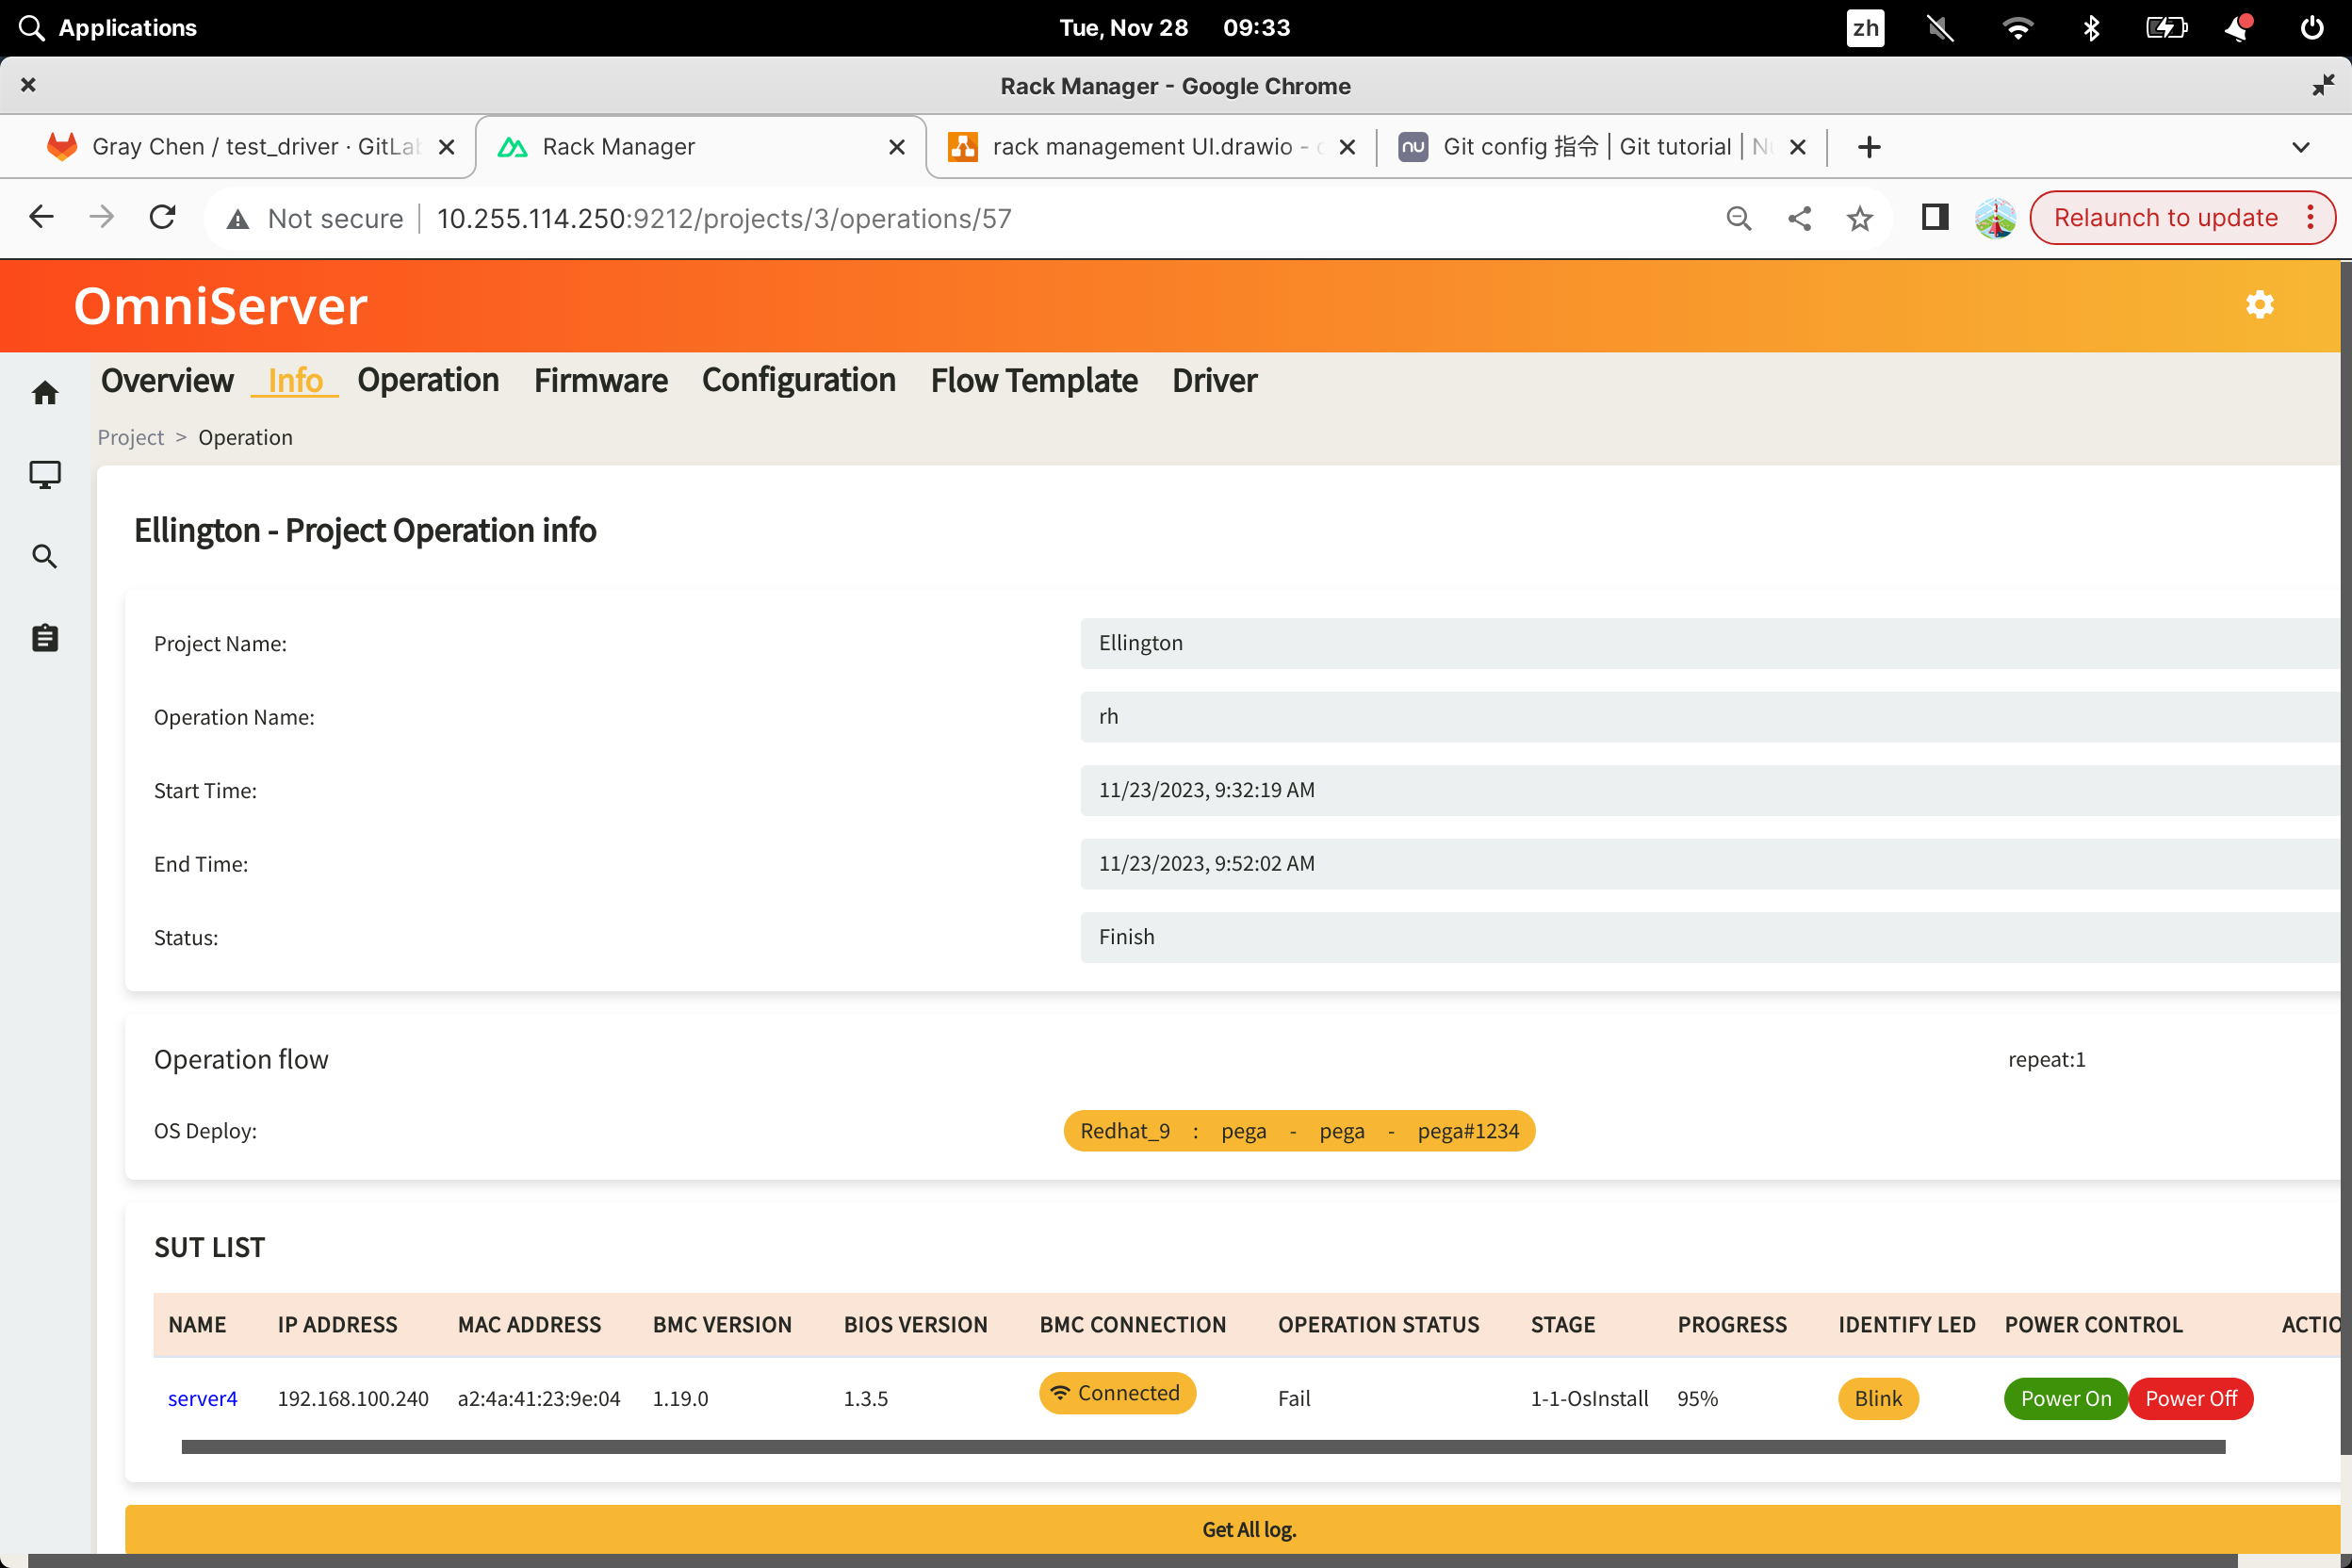 Applications
Tue, Nov 28 09:33
zh
Rack Manager - Google Chrome
Gray Chen / test_driver · GitLab
Rack Manager
rack management UI.drawio -
Git config 指令 | Git tutorial |
Not secure
10.255.114.250:9212/projects/3/operations/57
Relaunch to update
OmniServer
Overview Info Operation Firmware Configuration Flow Template Driver
Project > Operation
Ellington - Project Operation info
Project Name: Ellington
Operation Name: rh
Start Time: 11/23/2023, 9:32:19 AM
End Time: 11/23/2023, 9:52:02 AM
Status: Finish
Operation flow repeat:1
OS Deploy: Redhat_9 : pega - pega - pega#1234
SUT LIST
NAME IP ADDRESS MAC ADDRESS BMC VERSION BIOS VERSION BMC CONNECTION OPERATION STATUS STAGE PROGRESS IDENTIFY LED POWER CONTROL ACTIO
server4 192.168.100.240 a2:4a:41:23:9e:04 1.19.0 1.3.5 Connected Fail 1-1-OsInstall 95% Blink Power On Power Off
Get All log.